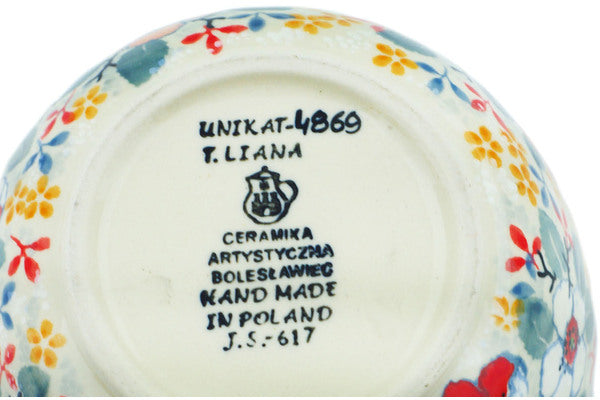 UNIKAT-4869
T. LIANA
CERAMIKA
ARTYSTYCZNA
BOLESŁAWIEC
HAND MADE
IN POLAND
J.S.-617